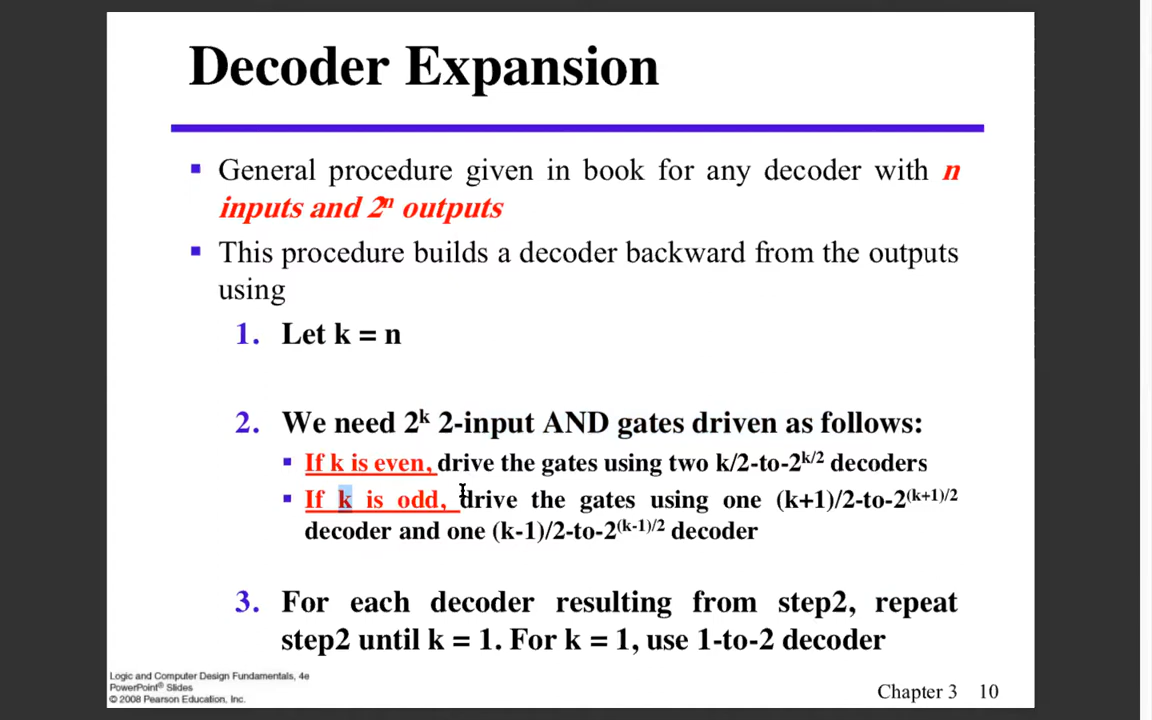 Decoder Expansion
▪ General procedure given in book for any decoder with n
inputs and 2ⁿ outputs
▪ This procedure builds a decoder backward from the outputs
using
1. Let k = n
2. We need 2ᵏ 2-input AND gates driven as follows:
▪ If k is even, drive the gates using two k/2-to-2^k/2 decoders
▪ If k is odd, drive the gates using one (k+1)/2-to-2^(k+1)/2
decoder and one (k-1)/2-to-2^(k-1)/2 decoder
3. For each decoder resulting from step2, repeat
step2 until k = 1. For k = 1, use 1-to-2 decoder
Logic and Computer Design Fundamentals, 4e
PowerPoint® Slides
© 2008 Pearson Education, Inc.
Chapter 3 10